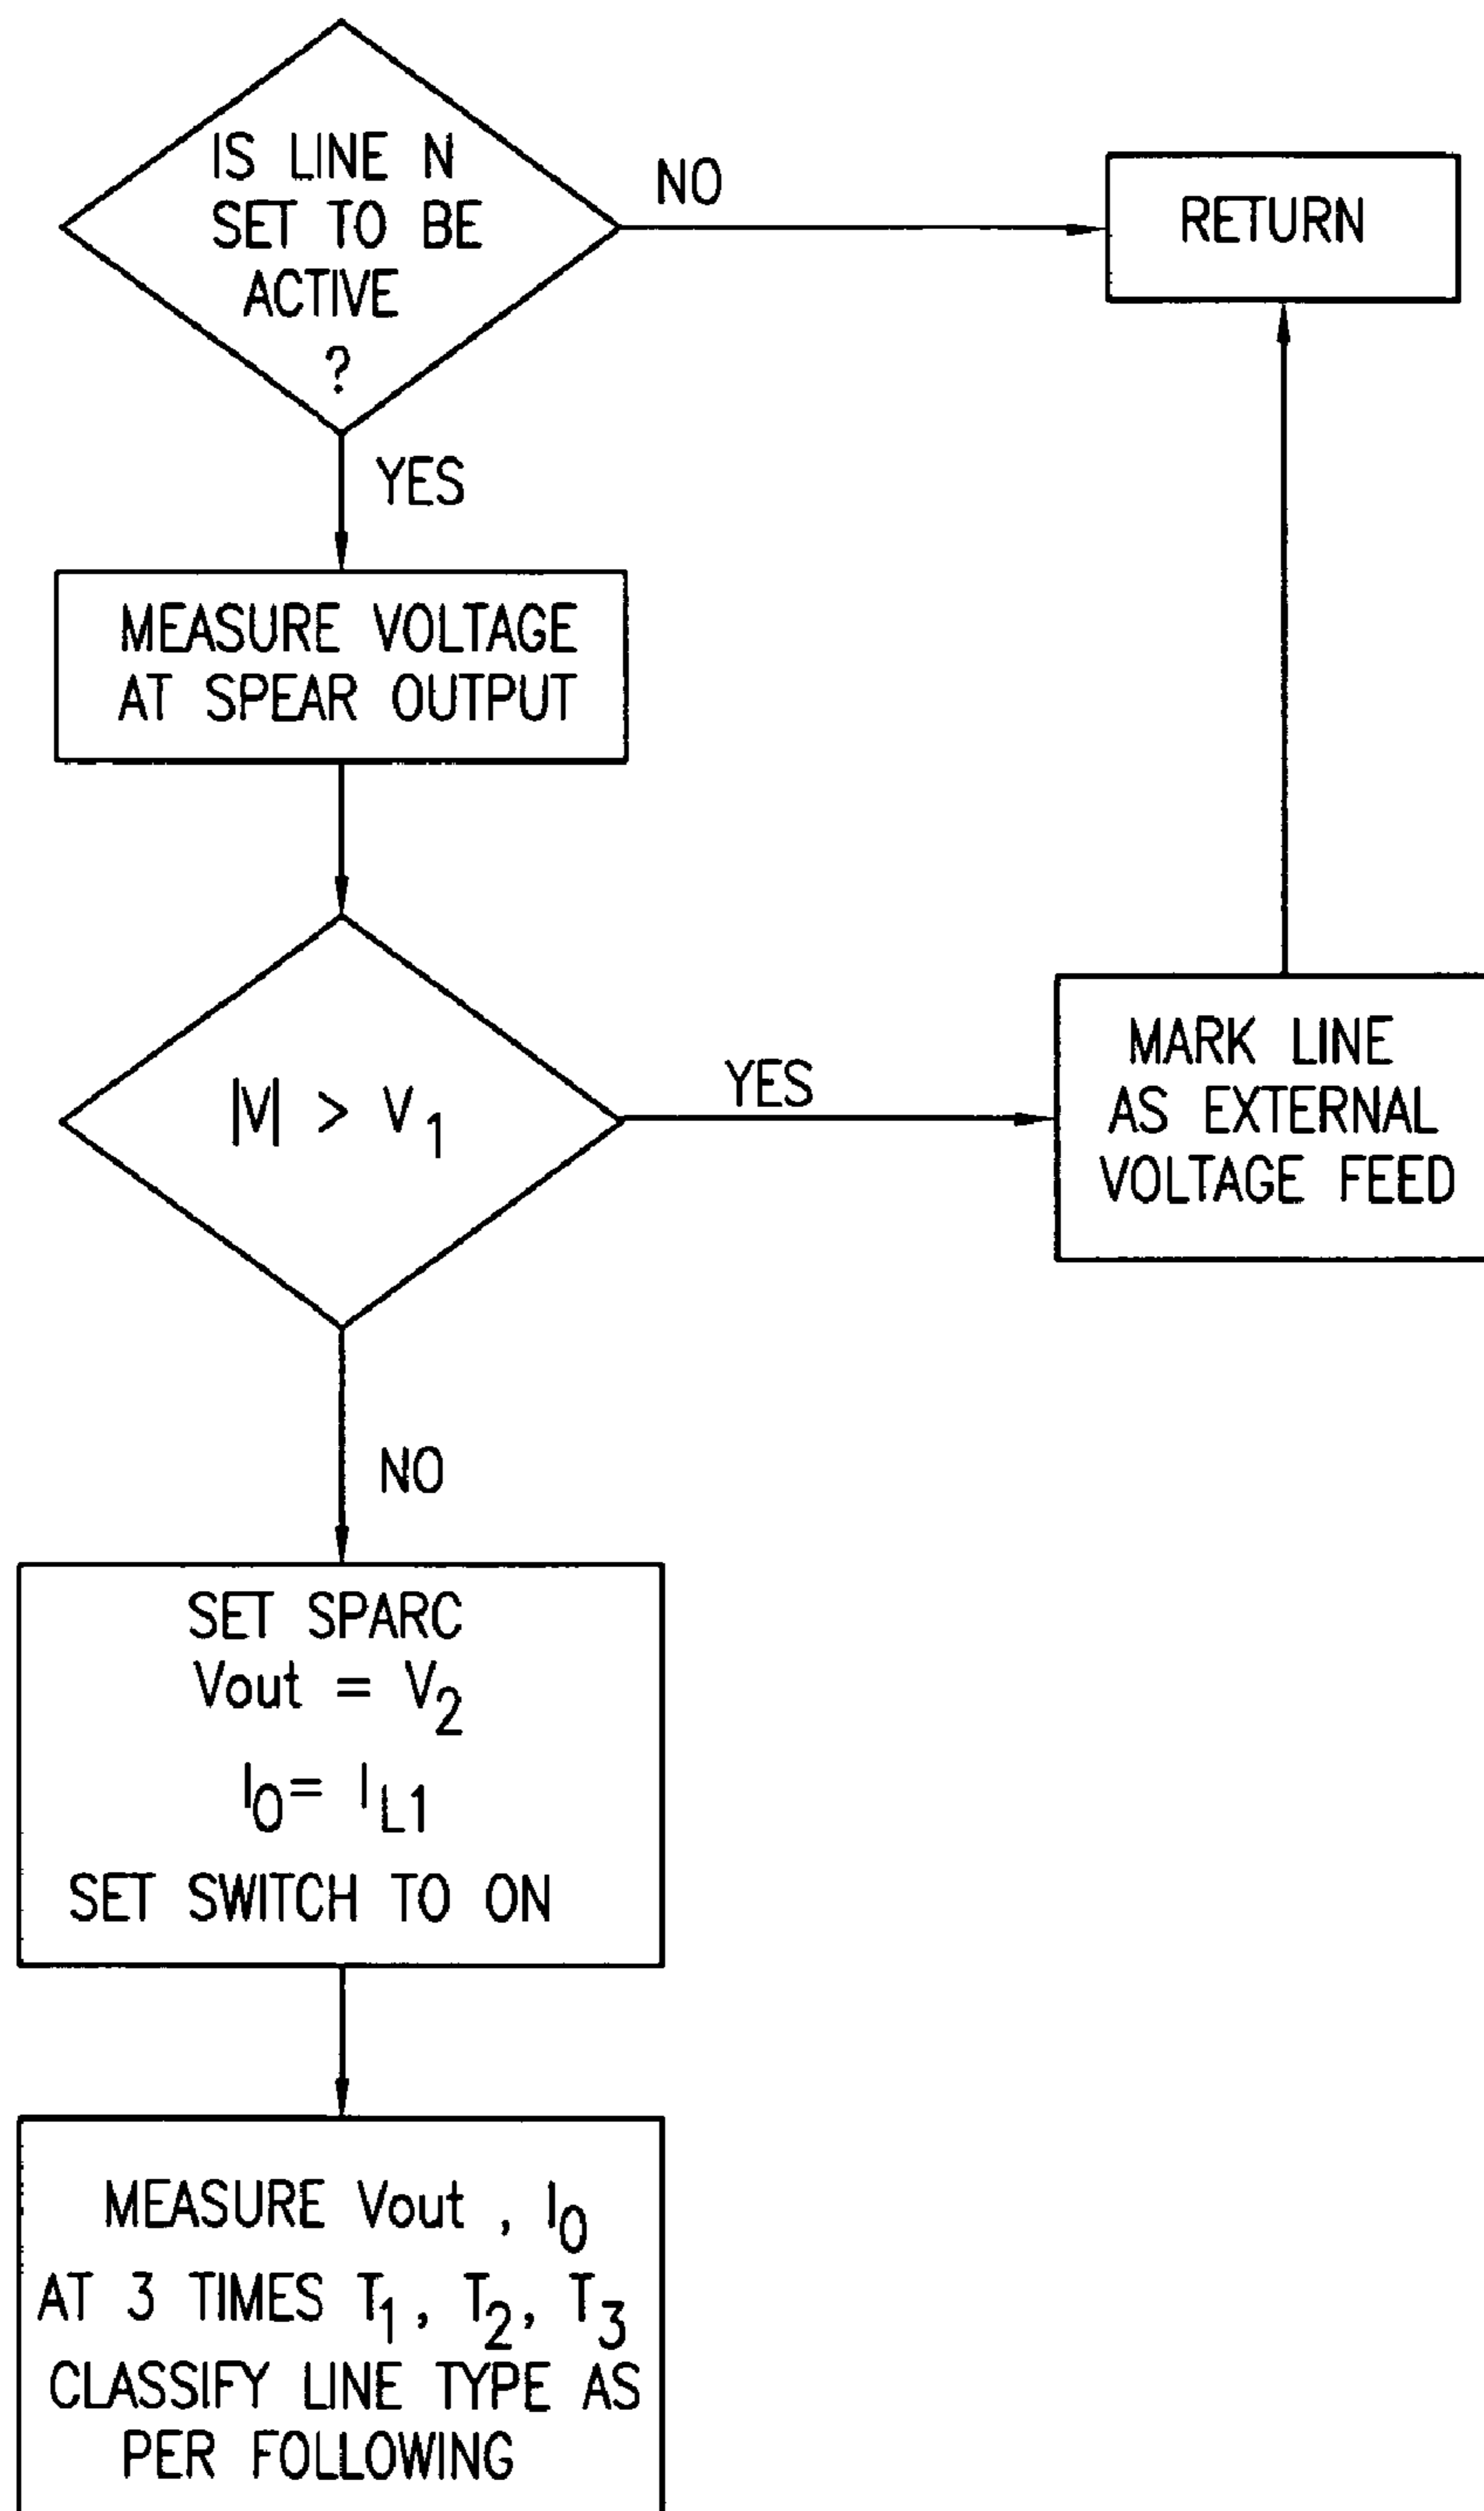 IS LINE N
SET TO BE
ACTIVE
?
NO
RETURN
YES
MEASURE VOLTAGE
AT SPEAR OUTPUT
|V| > V1
YES
MARK LINE
AS EXTERNAL
VOLTAGE FEED
NO
SET SPARC
Vout = V2
I0= IL1
SET SWITCH TO ON
MEASURE Vout , I0
AT 3 TIMES T1, T2, T3
CLASSIFY LINE TYPE AS
PER FOLLOWING